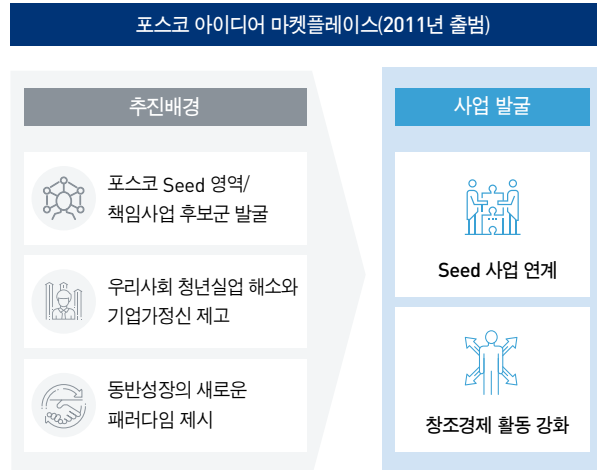 포스코 아이디어 마켓플레이스(2011년 출범)
추진배경
포스코 Seed 영역/
책임사업 후보군 발굴
우리사회 청년실업 해소와
기업가정신 제고
동반성장의 새로운
패러다임 제시
사업 발굴
Seed 사업 연계
창조경제 활동 강화